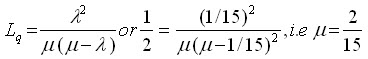 L_q = λ² / μ(μ−λ) or 1/2 = (1/15)² / μ(μ−1/15)² , i.e μ = 2/15